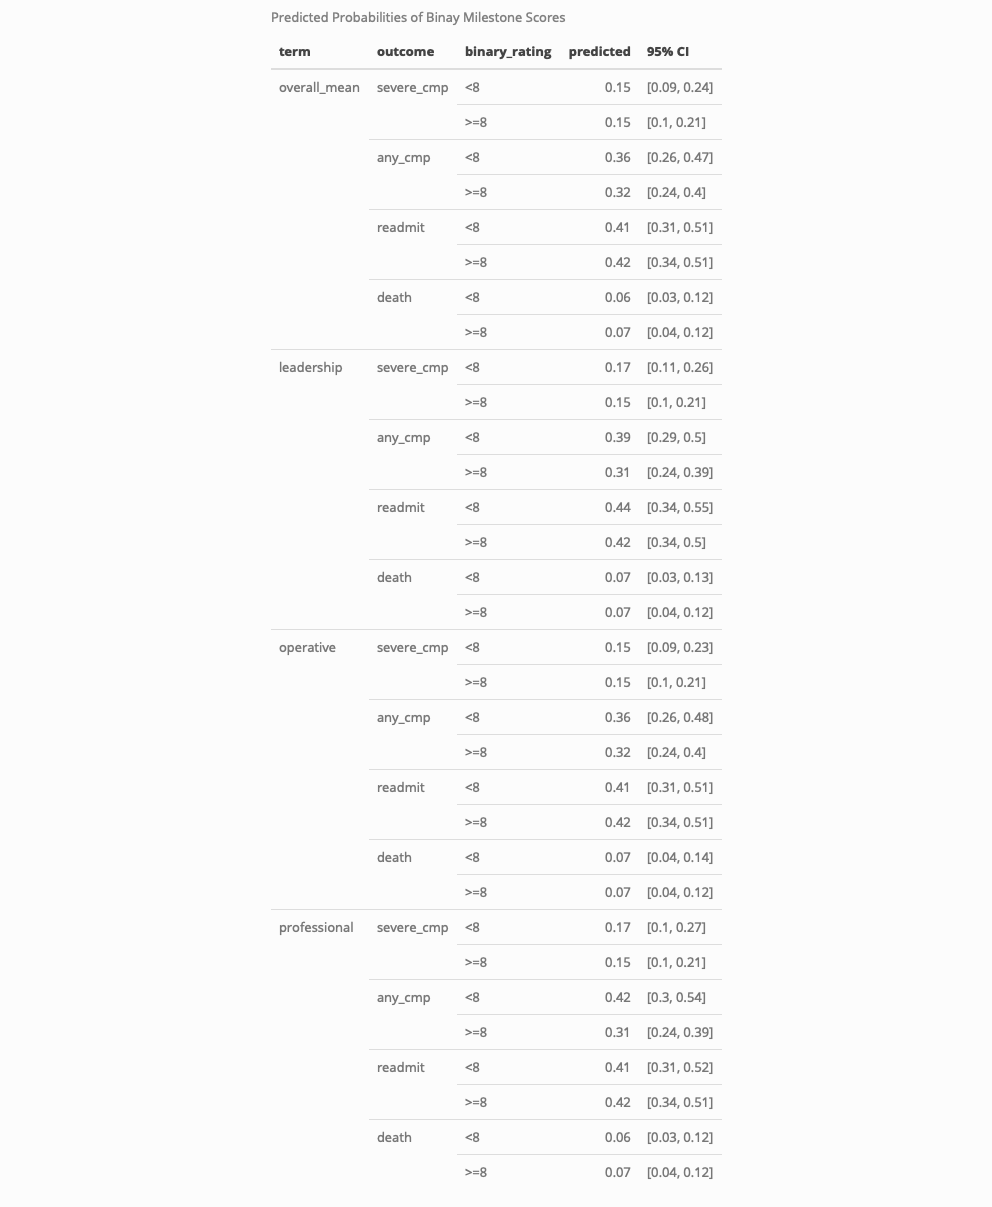 Predicted Probabilities of Binay Milestone Scores
term outcome binary_rating predicted 95% CI
overall_mean severe_cmp <8 0.15 [0.09, 0.24]
>=8 0.15 [0.1, 0.21]
any_cmp <8 0.36 [0.26, 0.47]
>=8 0.32 [0.24, 0.4]
readmit <8 0.41 [0.31, 0.51]
>=8 0.42 [0.34, 0.51]
death <8 0.06 [0.03, 0.12]
>=8 0.07 [0.04, 0.12]
leadership severe_cmp <8 0.17 [0.11, 0.26]
>=8 0.15 [0.1, 0.21]
any_cmp <8 0.39 [0.29, 0.5]
>=8 0.31 [0.24, 0.39]
readmit <8 0.44 [0.34, 0.55]
>=8 0.42 [0.34, 0.5]
death <8 0.07 [0.03, 0.13]
>=8 0.07 [0.04, 0.12]
operative severe_cmp <8 0.15 [0.09, 0.23]
>=8 0.15 [0.1, 0.21]
any_cmp <8 0.36 [0.26, 0.48]
>=8 0.32 [0.24, 0.4]
readmit <8 0.41 [0.31, 0.51]
>=8 0.42 [0.34, 0.51]
death <8 0.07 [0.04, 0.14]
>=8 0.07 [0.04, 0.12]
professional severe_cmp <8 0.17 [0.1, 0.27]
>=8 0.15 [0.1, 0.21]
any_cmp <8 0.42 [0.3, 0.54]
>=8 0.31 [0.24, 0.39]
readmit <8 0.41 [0.31, 0.52]
>=8 0.42 [0.34, 0.51]
death <8 0.06 [0.03, 0.12]
>=8 0.07 [0.04, 0.12]